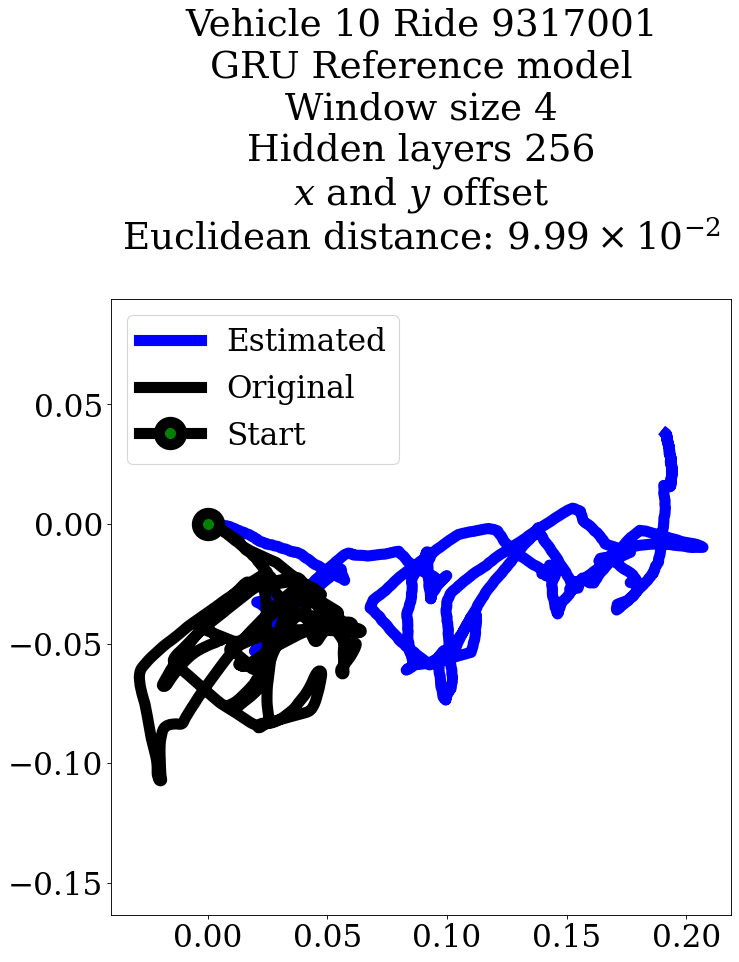 Vehicle 10 Ride 9317001
GRU Reference model
Window size 4
Hidden layers 256
x and y offset
Euclidean distance: 9.99 × 10⁻²
Estimated
Original
Start
0.05
0.00
−0.05
−0.10
−0.15
0.00 0.05 0.10 0.15 0.20